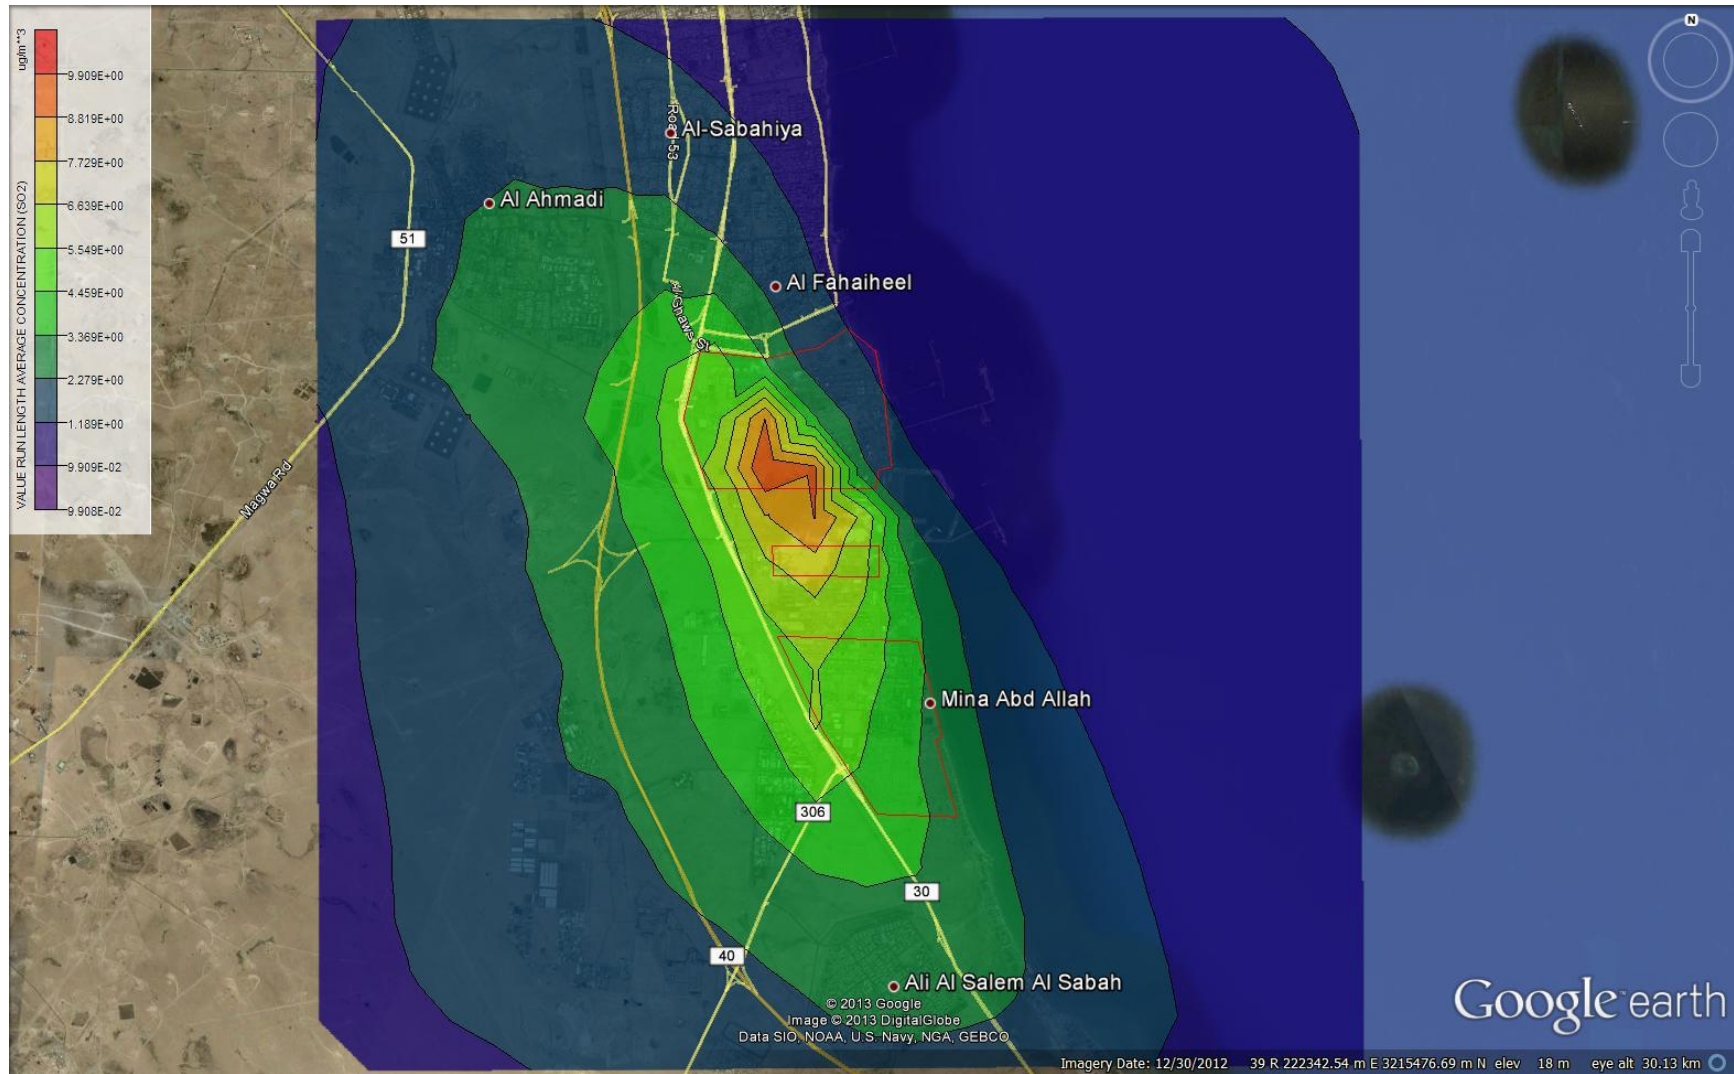 ug/m**3
VALUE RUN LENGTH AVERAGE CONCENTRATION (SO2)
9.909E+00
8.819E+00
7.729E+00
6.639E+00
5.549E+00
4.459E+00
3.369E+00
2.279E+00
1.189E+00
9.909E-02
9.908E-02
N
Road 53
Al-Sabahiya
Al Ahmadi
51
Al Fahaiheel
Al Ghaws St
Magwa Rd
Mina Abd Allah
306
30
40
Ali Al Salem Al Sabah
© 2013 Google
Image © 2013 DigitalGlobe
Data SIO, NOAA, U.S. Navy, NGA, GEBCO
Google earth
Imagery Date: 12/30/2012 39 R 222342.54 m E 3215476.69 m N elev 18 m eye alt 30.13 km